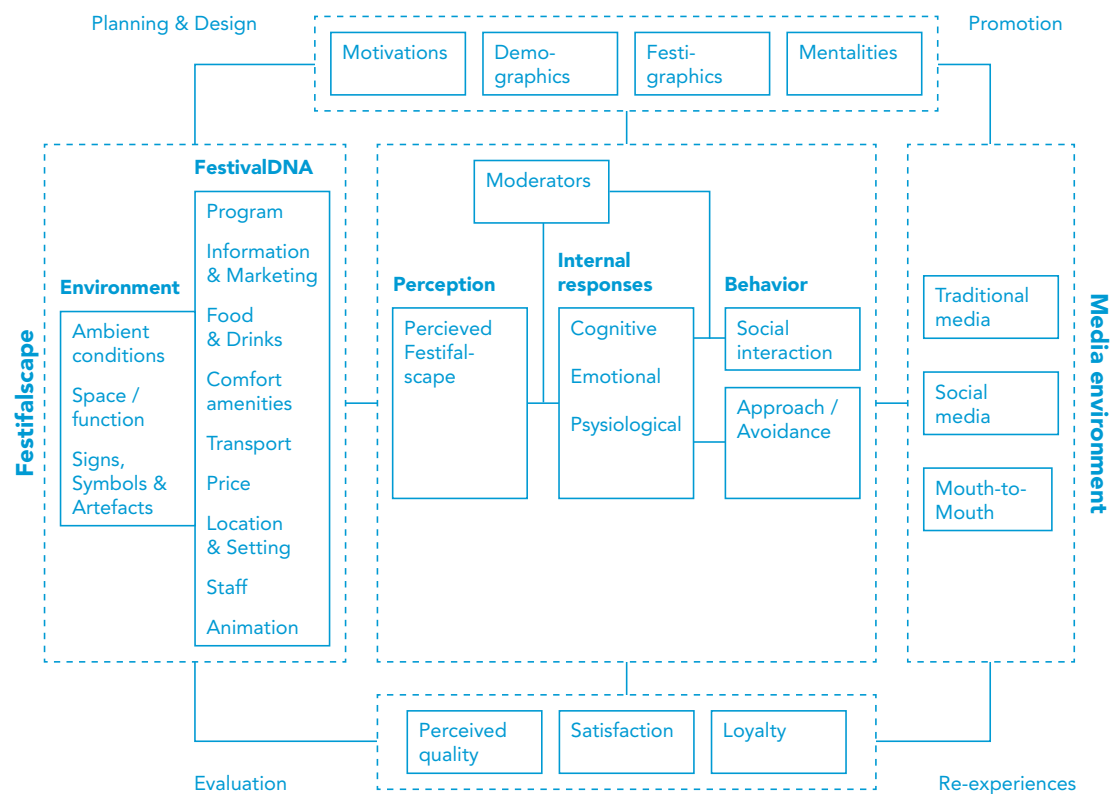 Planning & Design
Promotion
Motivations
Demo-
graphics
Festi-
graphics
Mentalities
Festifalscape
Environment
Ambient
conditions
Space /
function
Signs,
Symbols &
Artefacts
FestivalDNA
Program
Information
& Marketing
Food
& Drinks
Comfort
amenities
Transport
Price
Location
& Setting
Staff
Animation
Moderators
Perception
Percieved
Festifal-
scape
Internal
responses
Cognitive
Emotional
Psysiological
Behavior
Social
interaction
Approach /
Avoidance
Traditional
media
Social
media
Mouth-to-
Mouth
Media environment
Perceived
quality
Satisfaction
Loyalty
Evaluation
Re-experiences